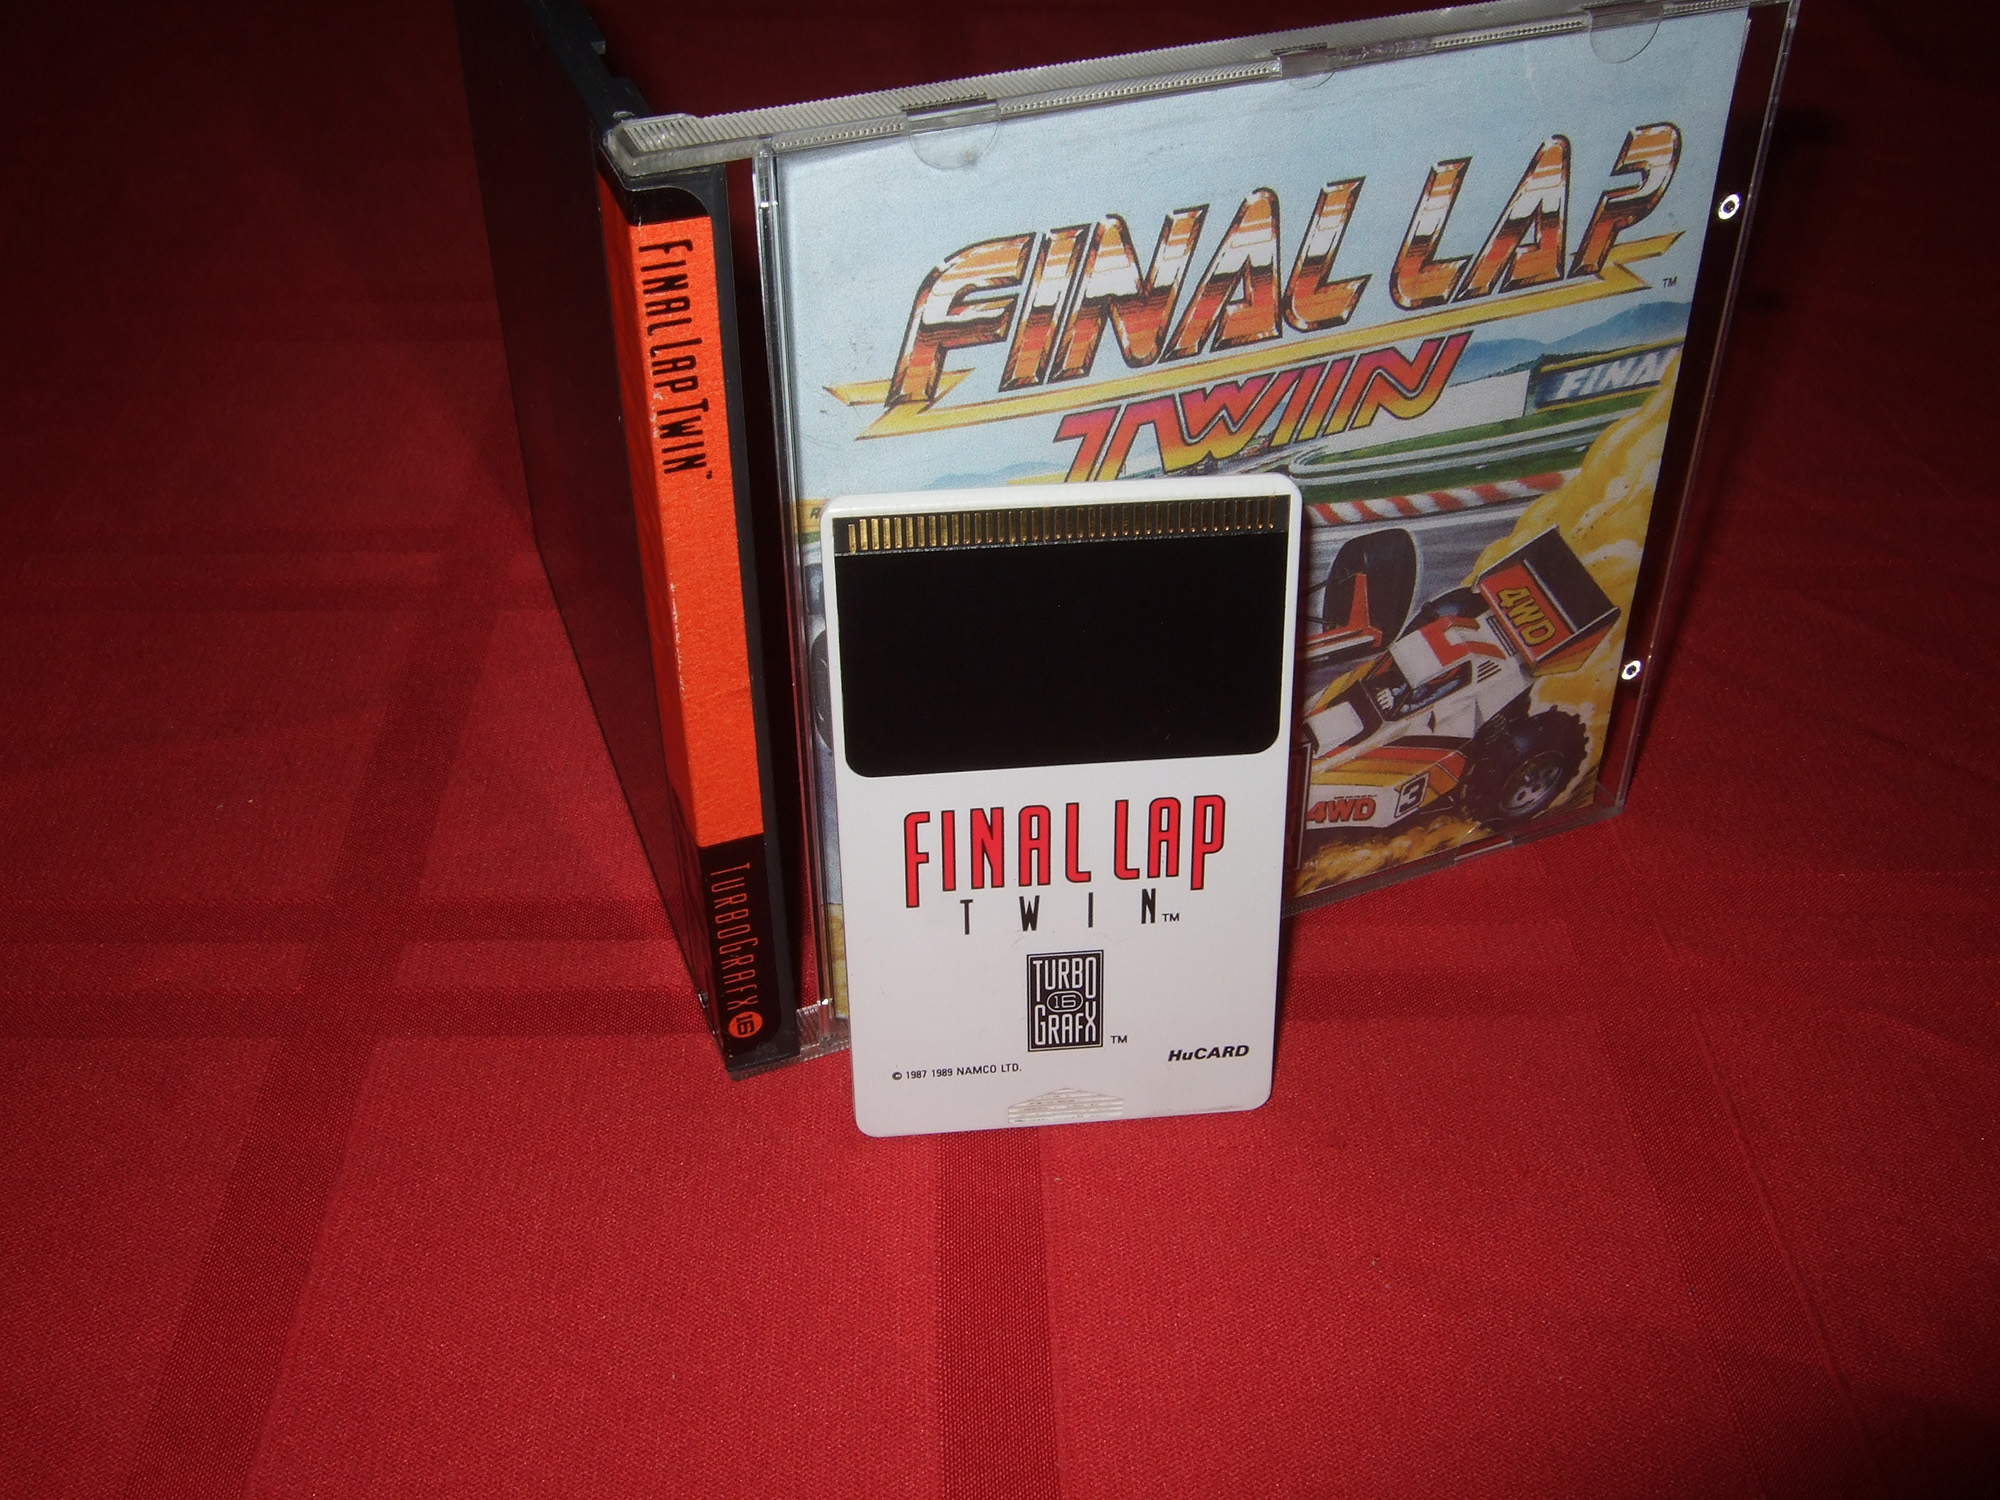 FINAL LAP TWIN™
TURBOGRAFX 16
FINAL LAP
™
TWIN
FINA
4WD
4WD 3
FINAL LAP
TWIN™
TURBO
16
GRAFX ™
HuCARD
© 1987 1989 NAMCO LTD.